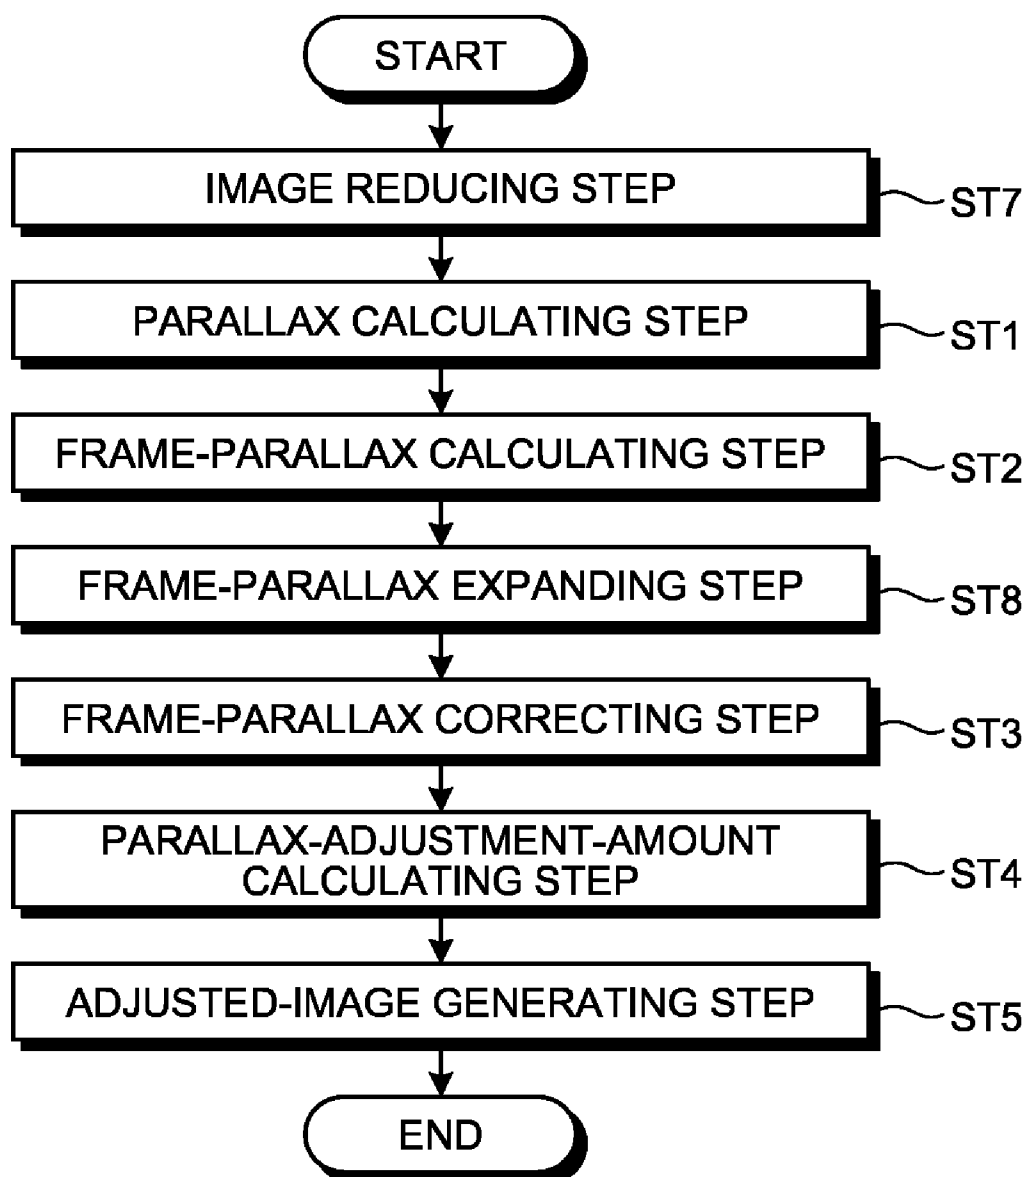 START
IMAGE REDUCING STEP
ST7
PARALLAX CALCULATING STEP
ST1
FRAME-PARALLAX CALCULATING STEP
ST2
FRAME-PARALLAX EXPANDING STEP
ST8
FRAME-PARALLAX CORRECTING STEP
ST3
PARALLAX-ADJUSTMENT-AMOUNT
CALCULATING STEP
ST4
ADJUSTED-IMAGE GENERATING STEP
ST5
END